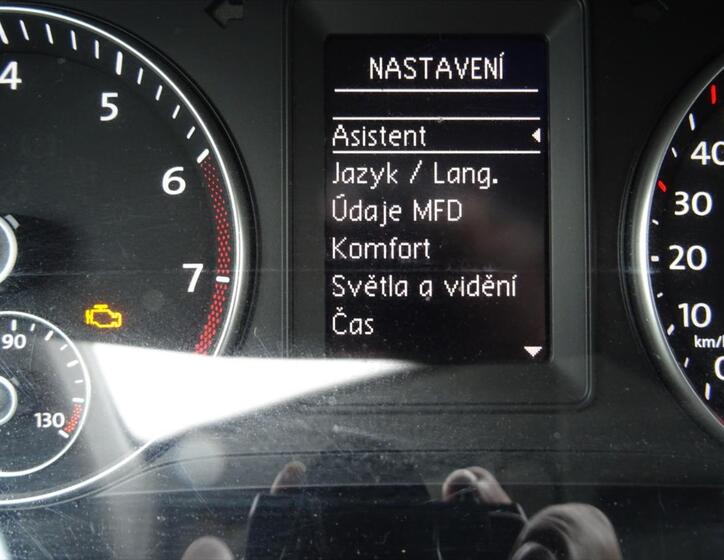 NASTAVENÍ
Asistent
Jazyk / Lang.
Údaje MFD
Komfort
Světla a vidění
Čas
4
5
6
7
90
130
40
30
20
10
km/h
0